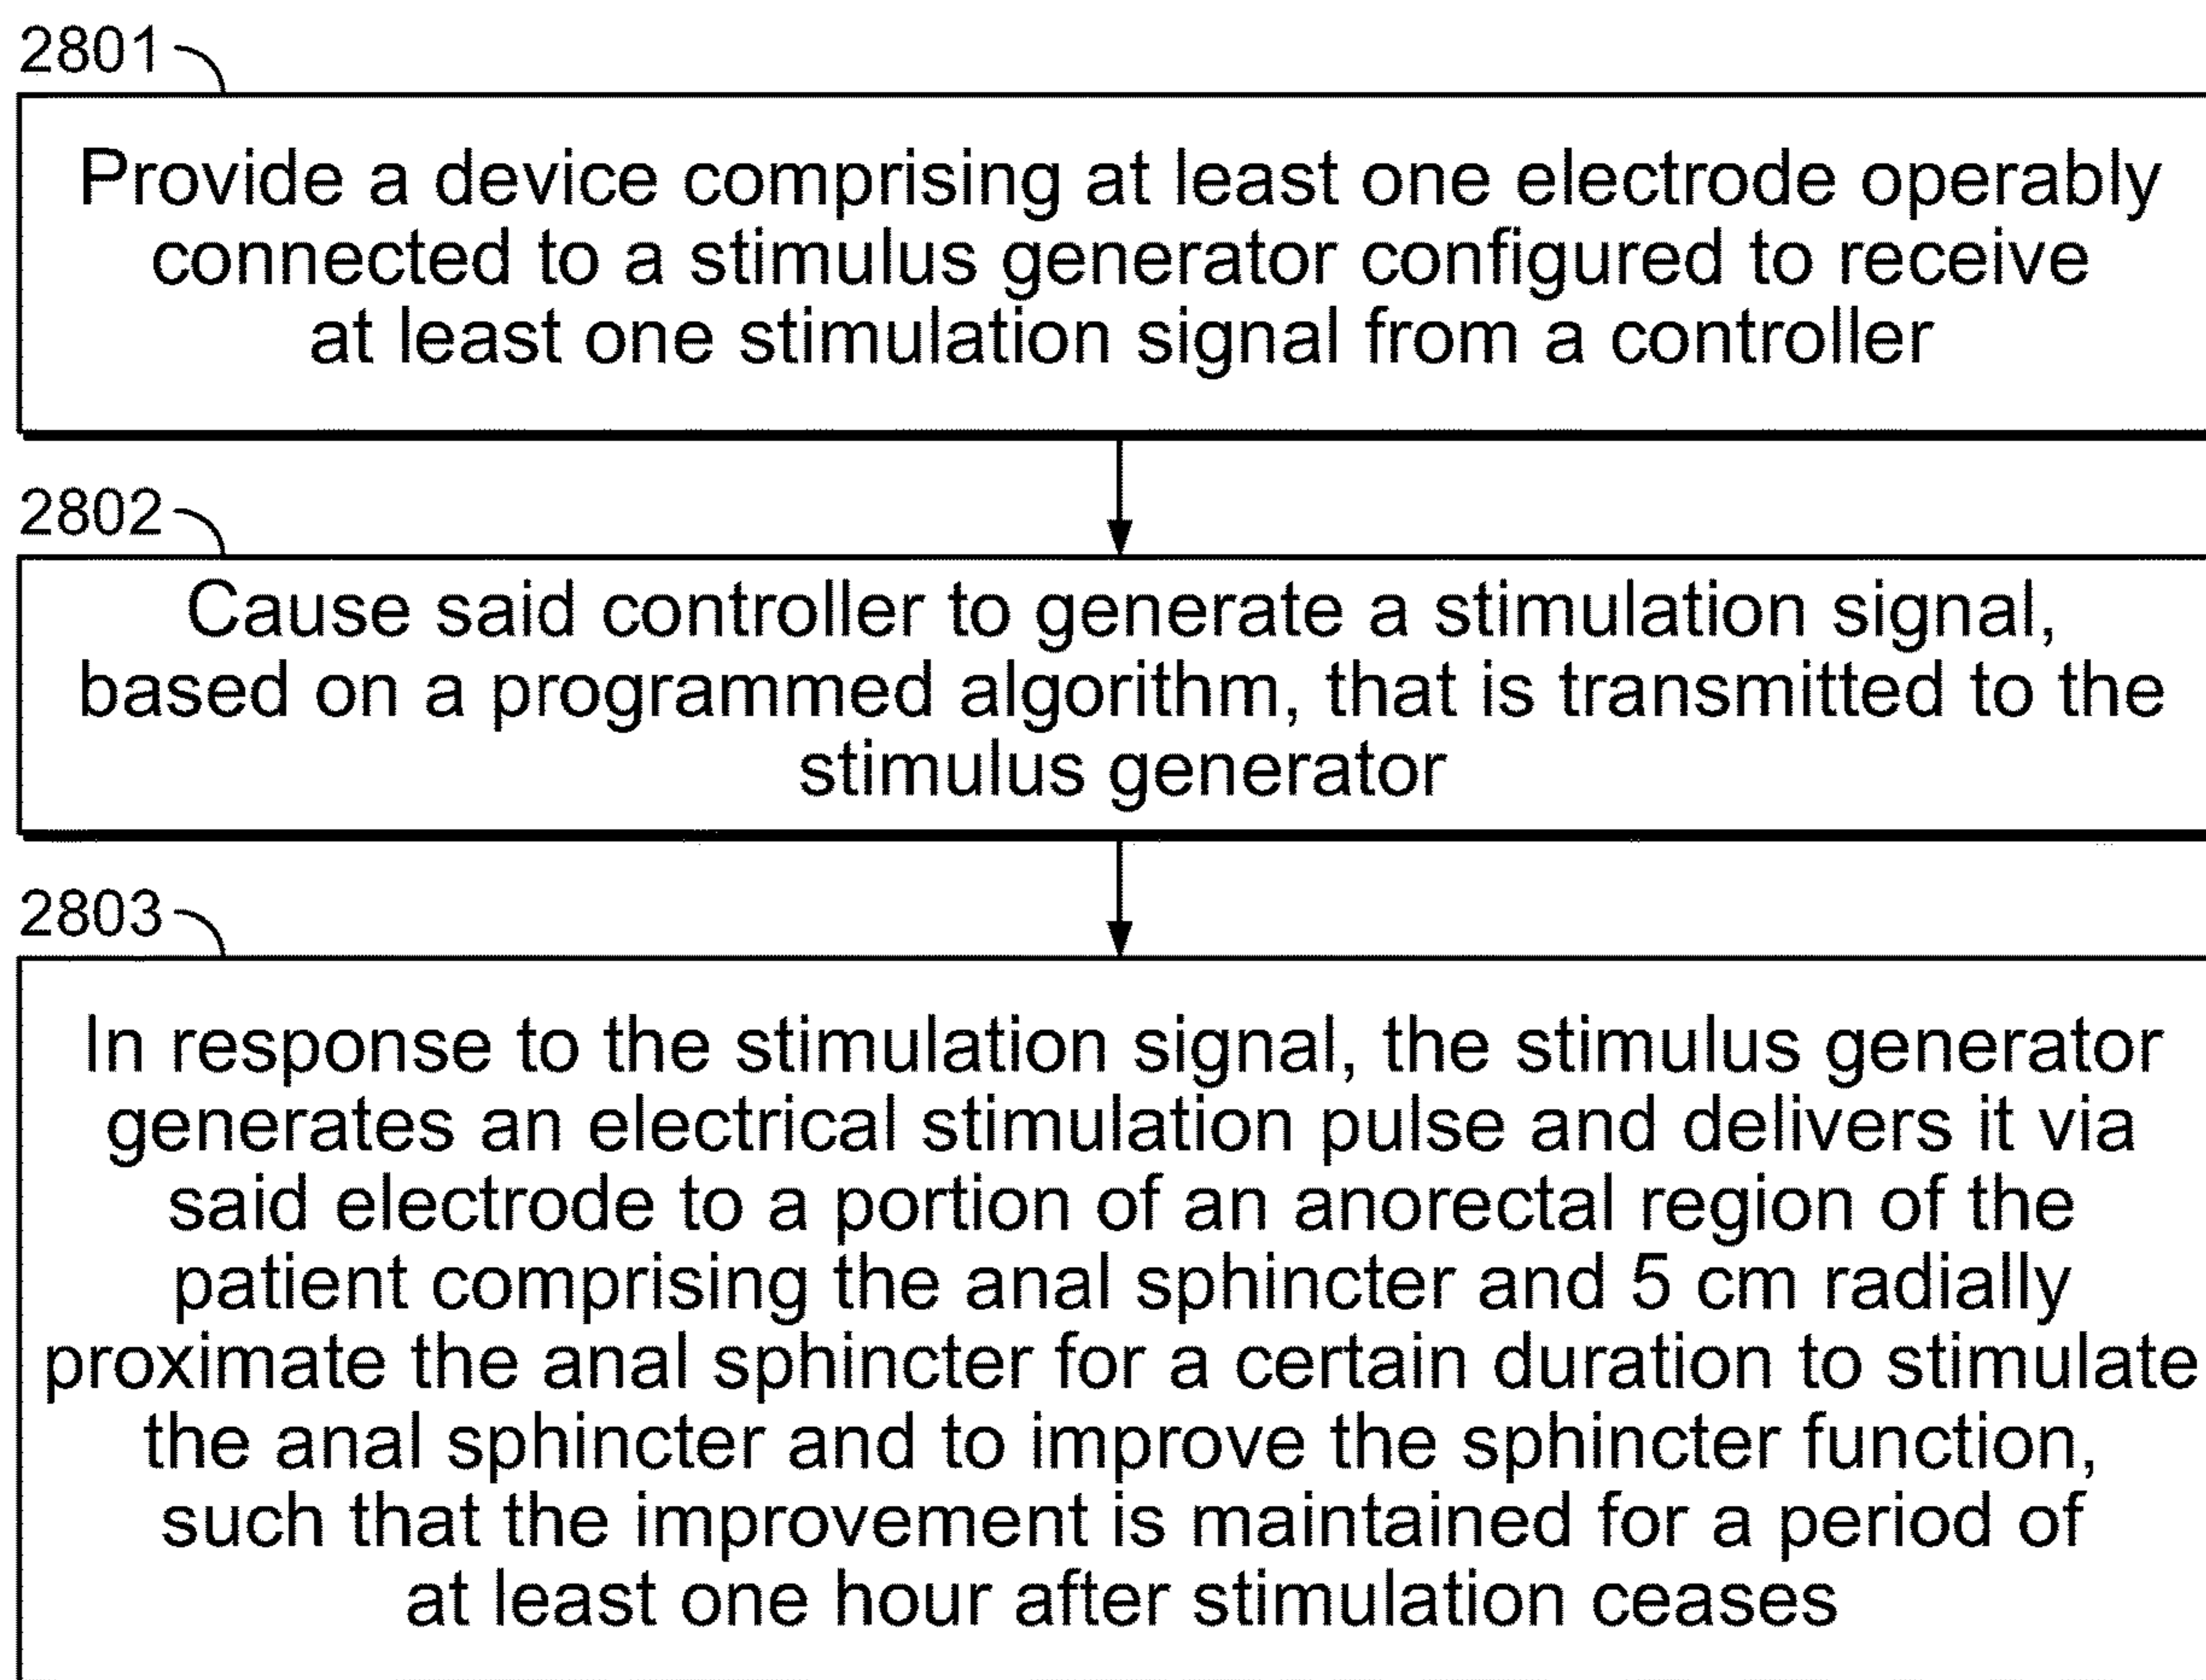 2801
Provide a device comprising at least one electrode operably
connected to a stimulus generator configured to receive
at least one stimulation signal from a controller
2802
Cause said controller to generate a stimulation signal,
based on a programmed algorithm, that is transmitted to the
stimulus generator
2803
In response to the stimulation signal, the stimulus generator
generates an electrical stimulation pulse and delivers it via
said electrode to a portion of an anorectal region of the
patient comprising the anal sphincter and 5 cm radially
proximate the anal sphincter for a certain duration to stimulate
the anal sphincter and to improve the sphincter function,
such that the improvement is maintained for a period of
at least one hour after stimulation ceases